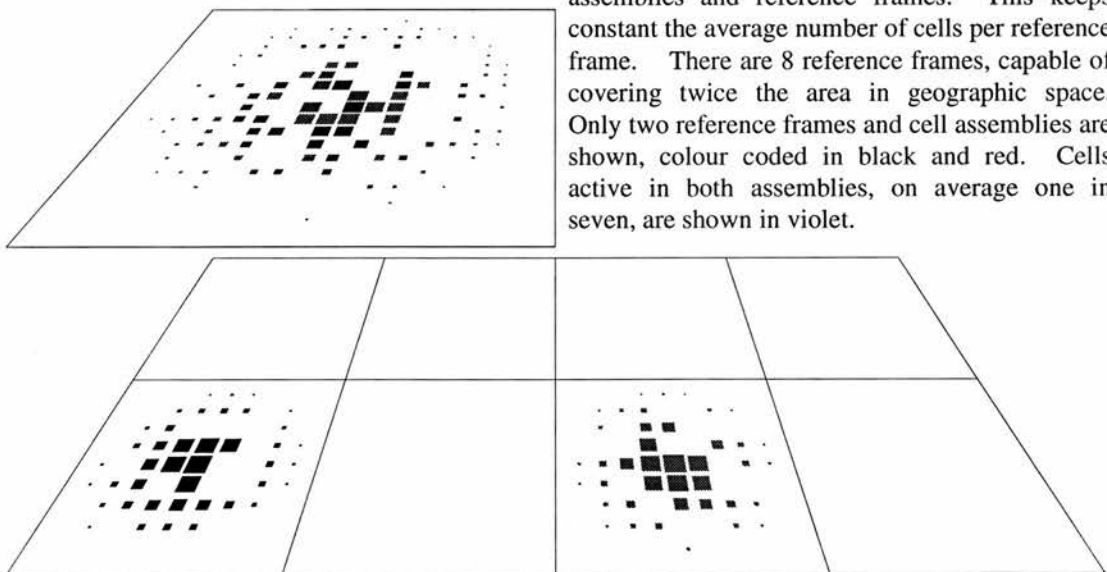 assemblies and reference frames. This keeps
constant the average number of cells per reference
frame. There are 8 reference frames, capable of
covering twice the area in geographic space.
Only two reference frames and cell assemblies are
shown, colour coded in black and red. Cells
active in both assemblies, on average one in
seven, are shown in violet.